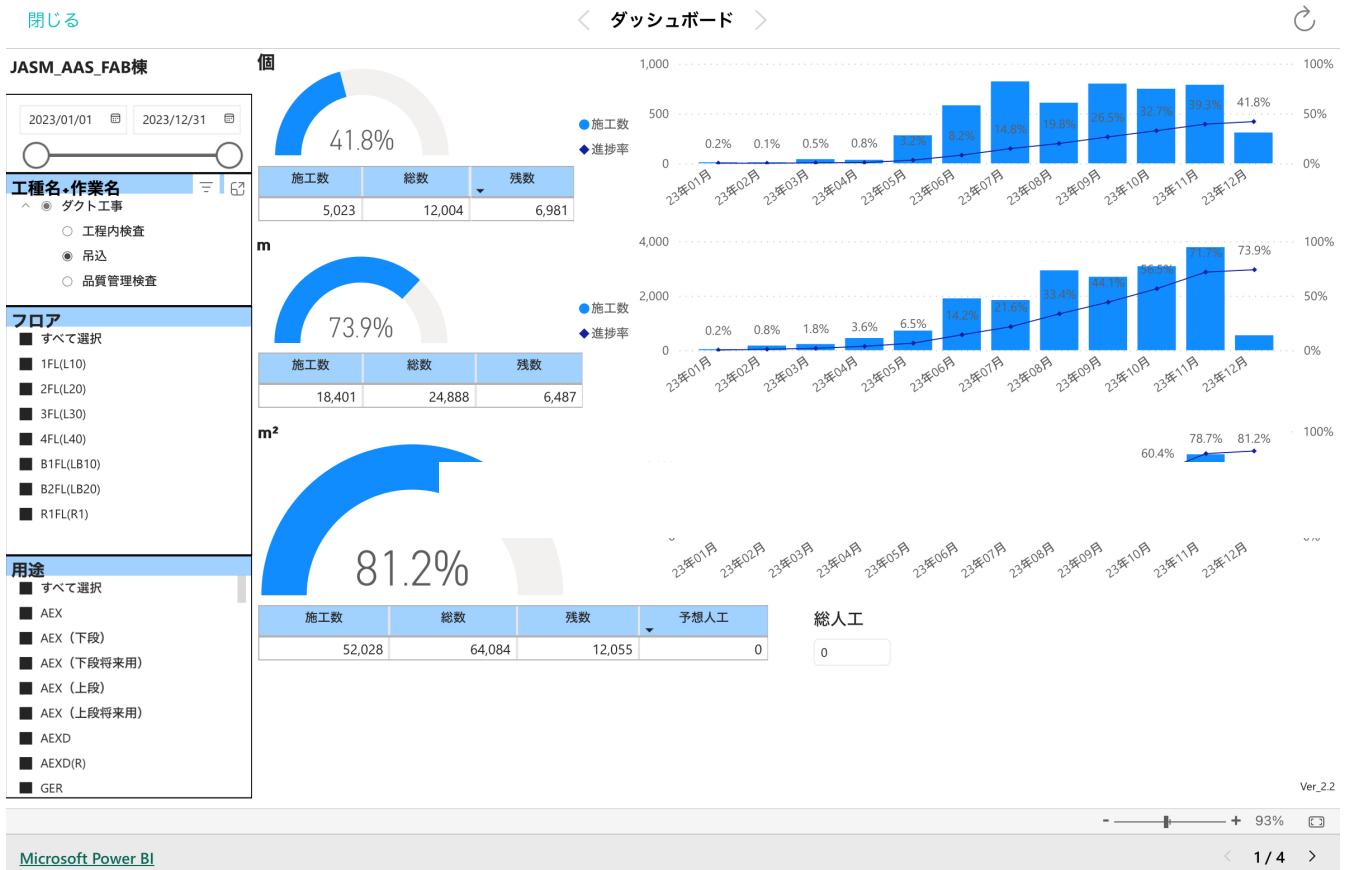 閉じる
ダッシュボード
JASM_AAS_FAB棟
2023/01/01
2023/12/31
工種名+作業名
ダクト工事
工程内検査
吊込
品質管理検査
フロア
すべて選択
1FL(L10)
2FL(L20)
3FL(L30)
4FL(L40)
B1FL(LB10)
B2FL(LB20)
R1FL(R1)
用途
すべて選択
AEX
AEX（下段）
AEX（下段将来用）
AEX（上段）
AEX（上段将来用）
AEXD
AEXD(R)
GER
個
41.8%
施工数 総数 残数
5,023 12,004 6,981
施工数
進捗率
1,000
500
0
100%
50%
0%
0.2% 0.1% 0.5% 0.8% 3.2% 8.2% 14.8% 19.8% 26.5% 32.7% 39.3% 41.8%
23年01月 23年02月 23年03月 23年04月 23年05月 23年06月 23年07月 23年08月 23年09月 23年10月 23年11月 23年12月
m
73.9%
施工数 総数 残数
18,401 24,888 6,487
施工数
進捗率
4,000
2,000
0
100%
50%
0%
0.2% 0.8% 1.8% 3.6% 6.5% 14.2% 21.6% 33.4% 44.1% 56.5% 71.7% 73.9%
23年01月 23年02月 23年03月 23年04月 23年05月 23年06月 23年07月 23年08月 23年09月 23年10月 23年11月 23年12月
m²
81.2%
施工数 総数 残数 予想人工
52,028 64,084 12,055 0
100%
60.4% 78.7% 81.2%
23年01月 23年02月 23年03月 23年04月 23年05月 23年06月 23年07月 23年08月 23年09月 23年10月 23年11月 23年12月
総人工
0
Ver_2.2
- + 93%
Microsoft Power BI
1 / 4